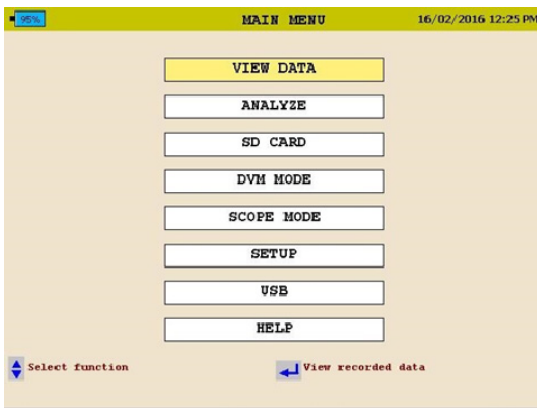 95% MAIN MENU 16/02/2016 12:25 PM
VIEW DATA
ANALYZE
SD CARD
DVM MODE
SCOPE MODE
SETUP
USB
HELP
Select function View recorded data